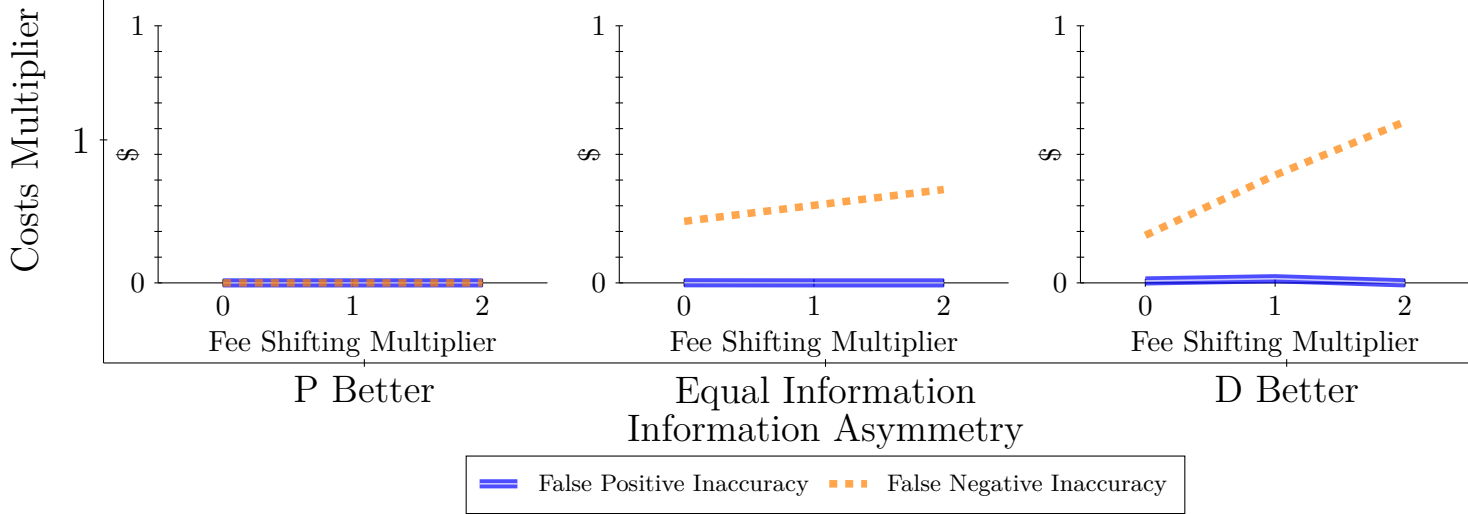 Costs Multiplier
1
1
0
$
0 1 2
Fee Shifting Multiplier
1
0
$
0 1 2
Fee Shifting Multiplier
1
0
$
0 1 2
Fee Shifting Multiplier
P Better
Equal Information
D Better
Information Asymmetry
False Positive Inaccuracy
False Negative Inaccuracy